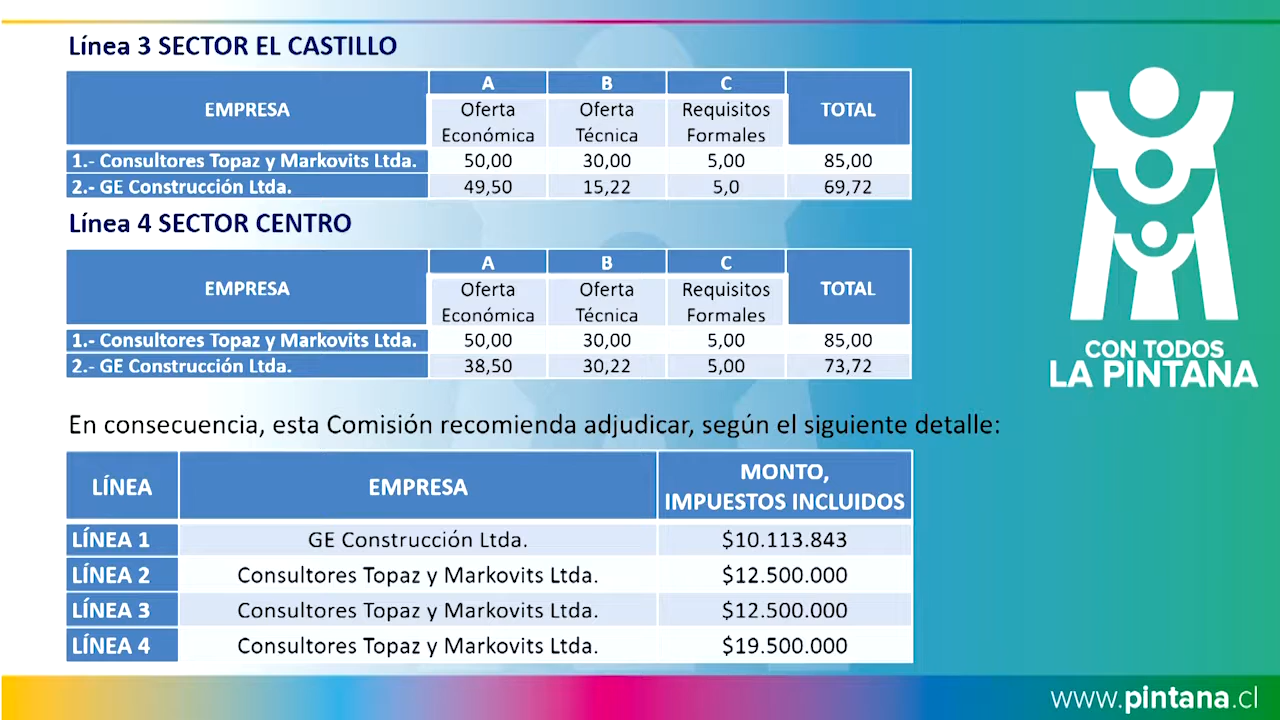 Línea 3 SECTOR EL CASTILLO
EMPRESA A B C TOTAL
Oferta Económica Oferta Técnica Requisitos Formales
1.- Consultores Topaz y Markovits Ltda. 50,00 30,00 5,00 85,00
2.- GE Construcción Ltda. 49,50 15,22 5,0 69,72
Línea 4 SECTOR CENTRO
EMPRESA A B C TOTAL
Oferta Económica Oferta Técnica Requisitos Formales
1.- Consultores Topaz y Markovits Ltda. 50,00 30,00 5,00 85,00
2.- GE Construcción Ltda. 38,50 30,22 5,00 73,72
En consecuencia, esta Comisión recomienda adjudicar, según el siguiente detalle:
LÍNEA EMPRESA MONTO, IMPUESTOS INCLUIDOS
LÍNEA 1 GE Construcción Ltda. $10.113.843
LÍNEA 2 Consultores Topaz y Markovits Ltda. $12.500.000
LÍNEA 3 Consultores Topaz y Markovits Ltda. $12.500.000
LÍNEA 4 Consultores Topaz y Markovits Ltda. $19.500.000
CON TODOS
LA PINTANA
www.pintana.cl